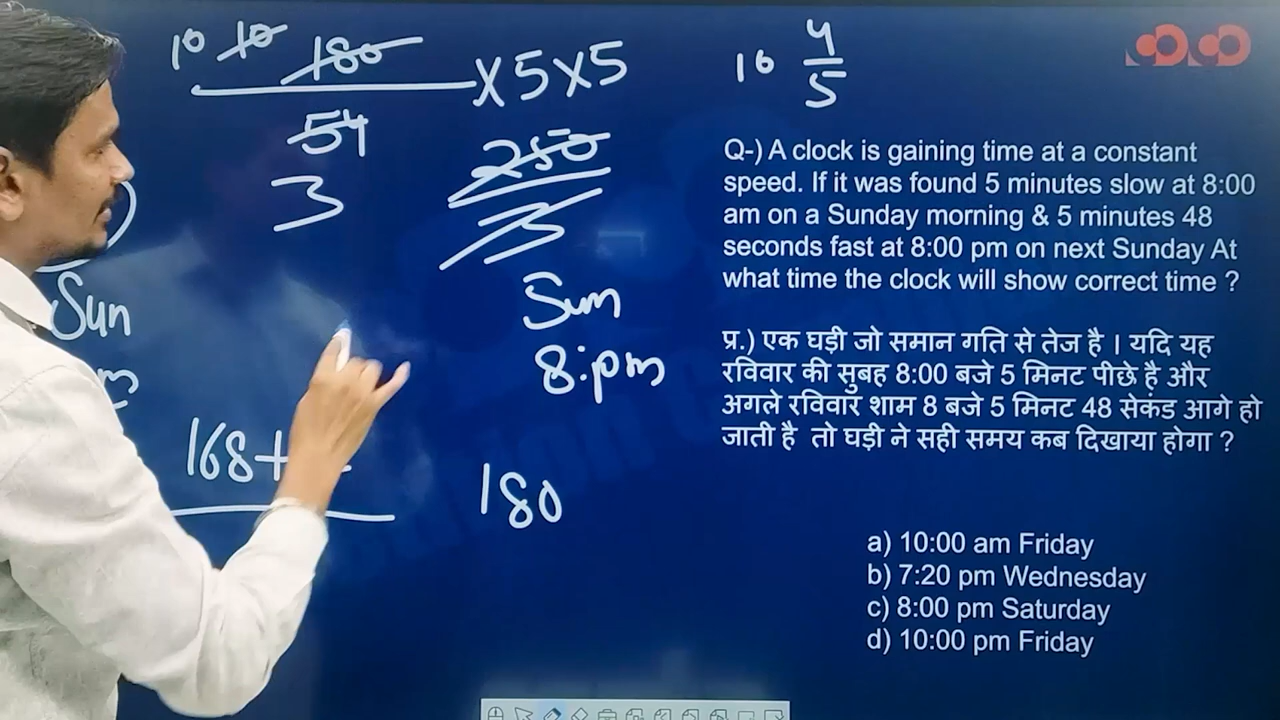 10 10 180
× 5 × 5
54
250
3
Sun
168+
Sun
8:pm
180
10 4/5
Q-) A clock is gaining time at a constant
speed. If it was found 5 minutes slow at 8:00
am on a Sunday morning & 5 minutes 48
seconds fast at 8:00 pm on next Sunday At
what time the clock will show correct time ?
प्र.) एक घड़ी जो समान गति से तेज है । यदि यह
रविवार की सुबह 8:00 बजे 5 मिनट पीछे है और
अगले रविवार शाम 8 बजे 5 मिनट 48 सेकंड आगे हो
जाती है तो घड़ी ने सही समय कब दिखाया होगा ?
a) 10:00 am Friday
b) 7:20 pm Wednesday
c) 8:00 pm Saturday
d) 10:00 pm Friday